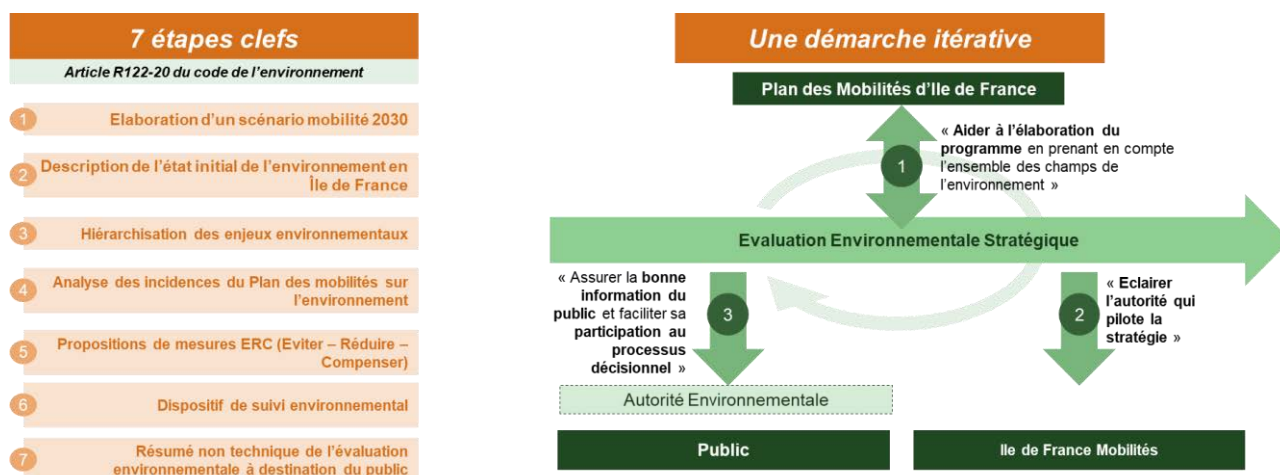 7 étapes clefs
Article R122-20 du code de l'environnement
1
Elaboration d'un scénario mobilité 2030
2
Description de l'état initial de l'environnement en
Île de France
3
Hiérarchisation des enjeux environnementaux
4
Analyse des incidences du Plan des mobilités sur
l'environnement
5
Propositions de mesures ERC (Eviter – Réduire –
Compenser)
6
Dispositif de suivi environnemental
7
Résumé non technique de l'évaluation
environnementale à destination du public
Une démarche itérative
Plan des Mobilités d'Ile de France
1
« Aider à l'élaboration du
programme en prenant en compte
l'ensemble des champs de
l'environnement »
Evaluation Environnementale Stratégique
« Assurer la bonne
information du
public et faciliter sa
participation au
processus
décisionnel »
3
2
« Eclairer
l'autorité qui
pilote la
stratégie »
Autorité Environnementale
Public
Ile de France Mobilités